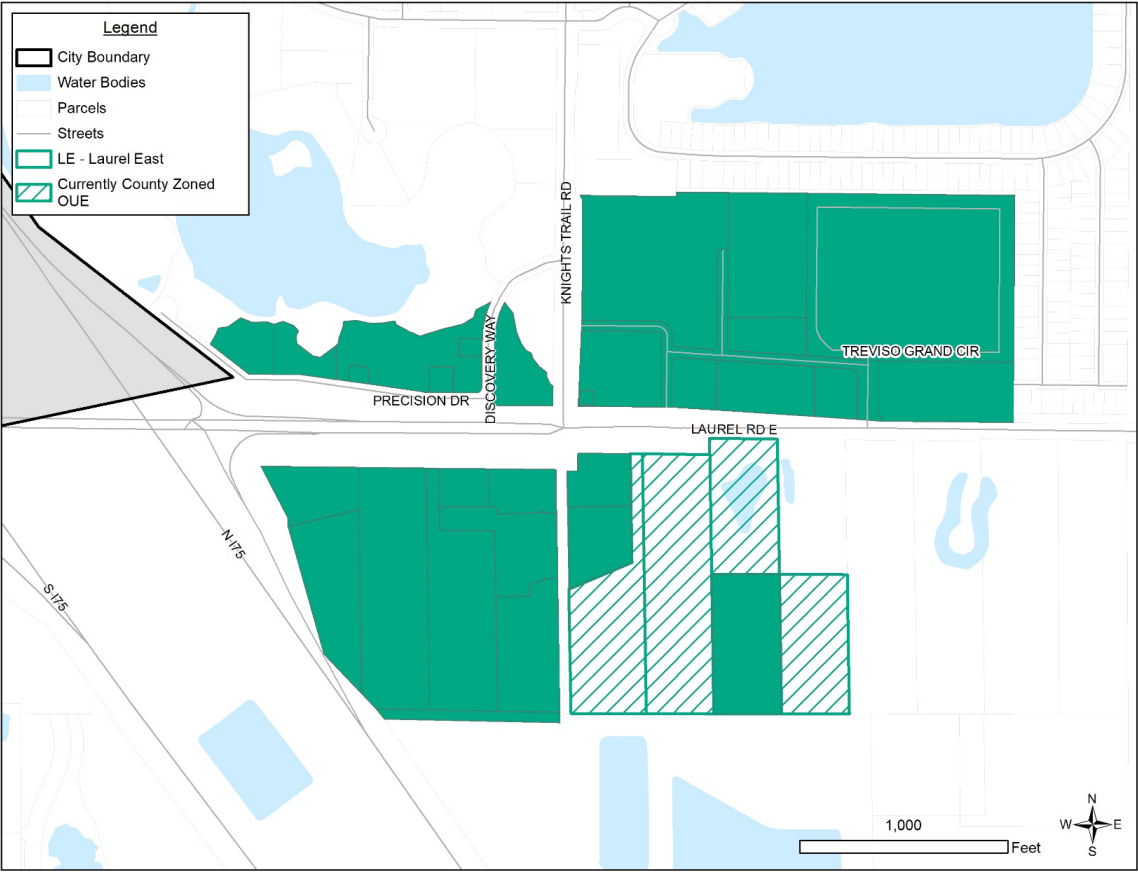 Legend
City Boundary
Water Bodies
Parcels
Streets
LE - Laurel East
Currently County Zoned
OUE
KNIGHTS TRAIL RD
DISCOVERY WAY
TREVISO GRAND CIR
PRECISION DR
LAUREL RD E
N I75
S I75
1,000
Feet
N
W
E
S